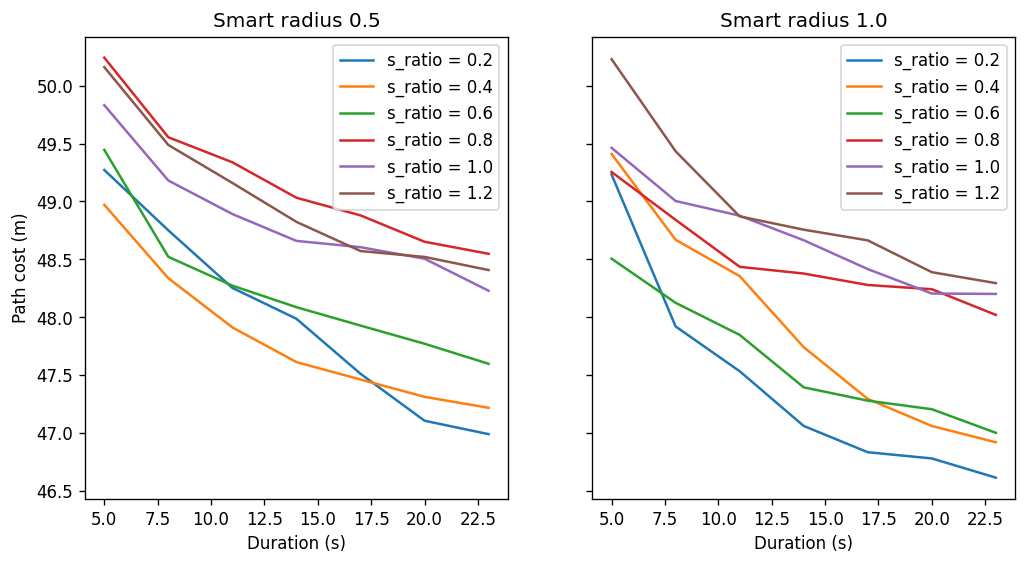 Smart radius 0.5
Path cost (m)
50.0
49.5
49.0
48.5
48.0
47.5
47.0
46.5
s_ratio = 0.2
s_ratio = 0.4
s_ratio = 0.6
s_ratio = 0.8
s_ratio = 1.0
s_ratio = 1.2
5.0 7.5 10.0 12.5 15.0 17.5 20.0 22.5
Duration (s)
Smart radius 1.0
s_ratio = 0.2
s_ratio = 0.4
s_ratio = 0.6
s_ratio = 0.8
s_ratio = 1.0
s_ratio = 1.2
5.0 7.5 10.0 12.5 15.0 17.5 20.0 22.5
Duration (s)